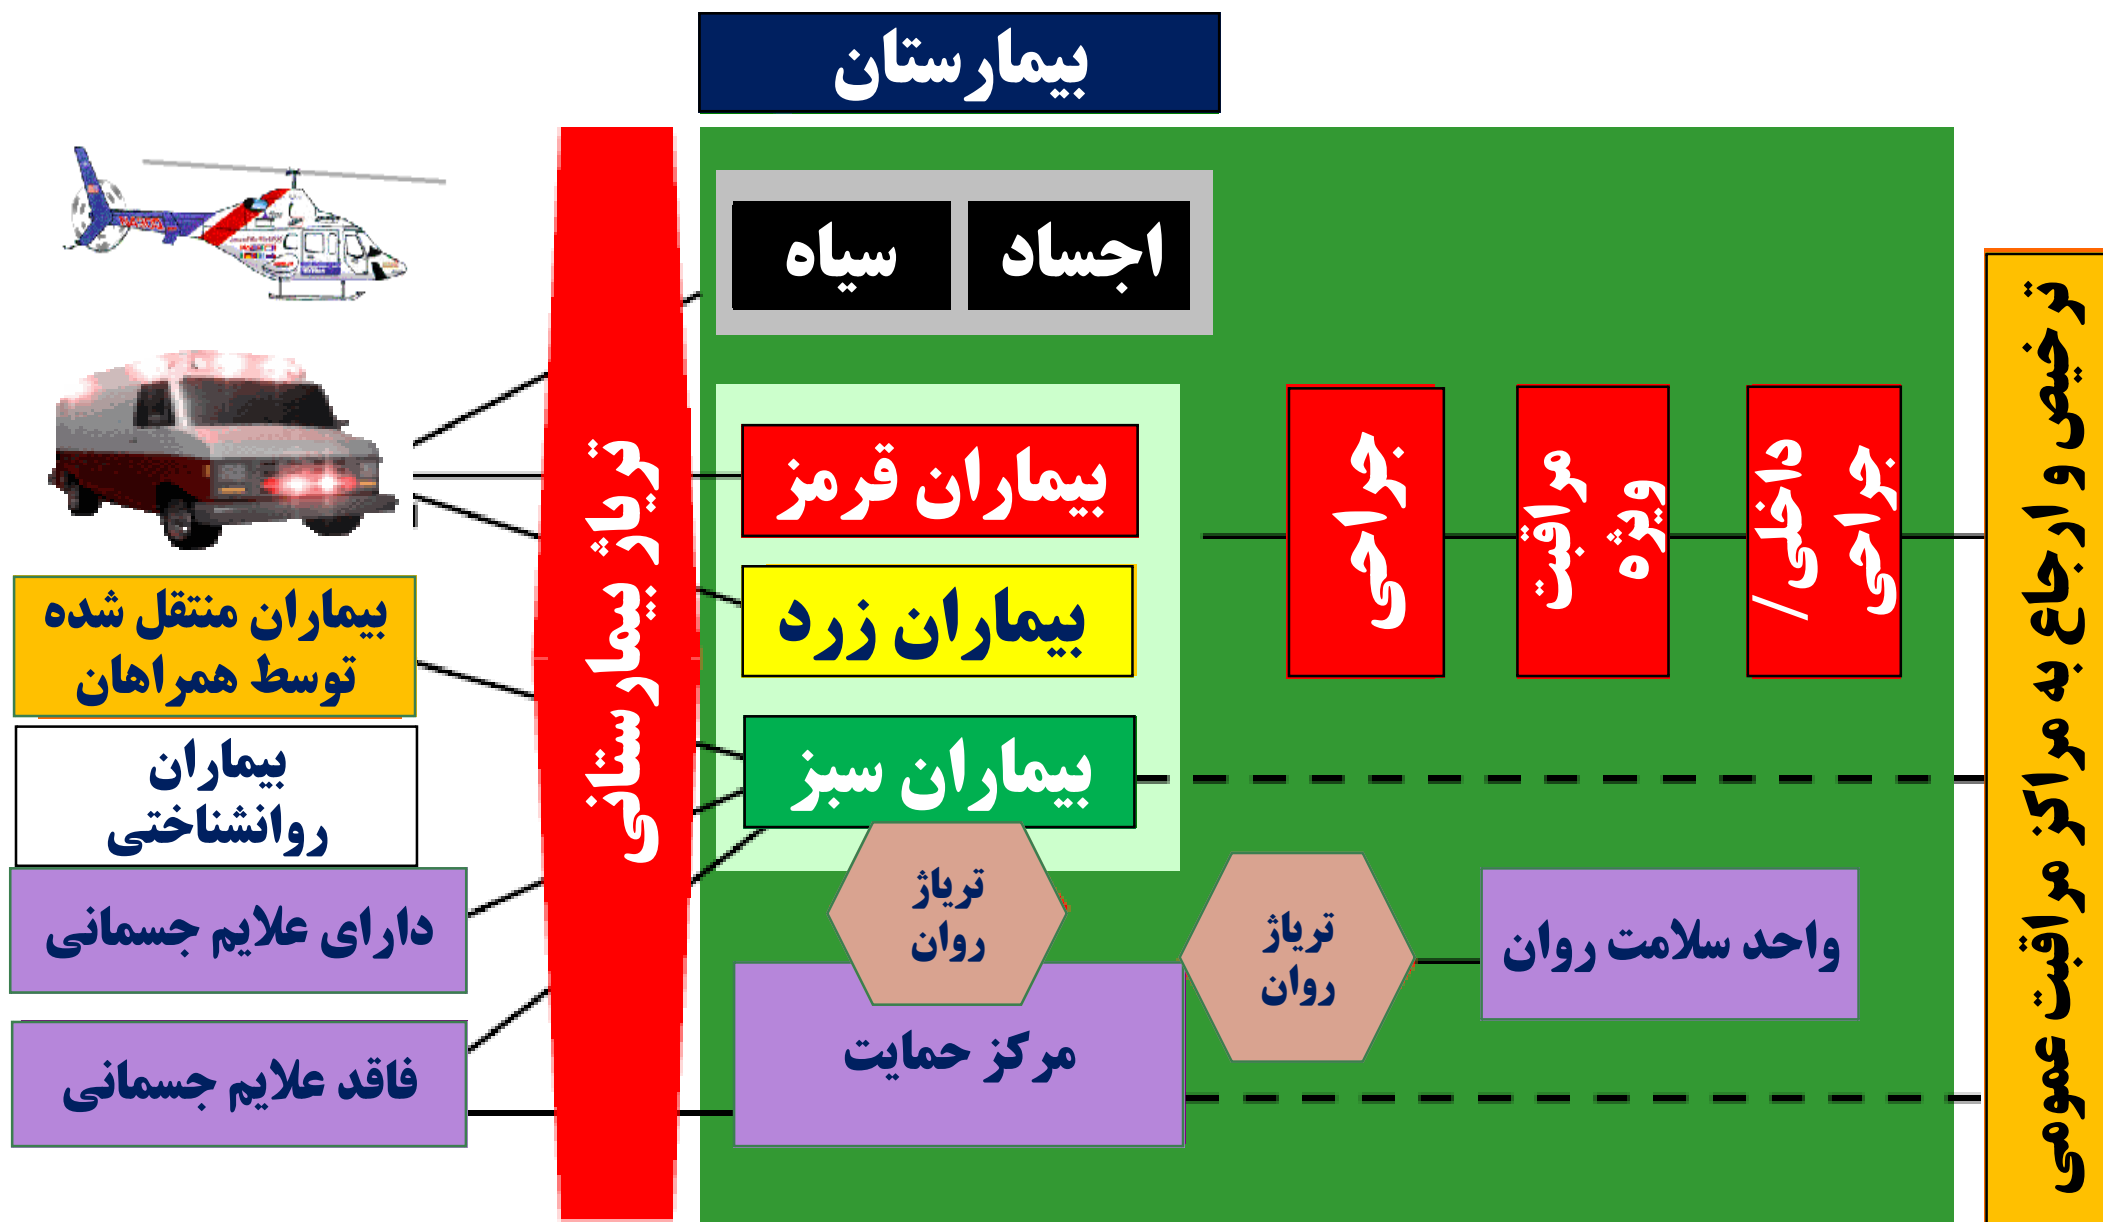 بیمارستان
اجساد
سیاه
بیماران قرمز
بیماران زرد
بیماران سبز
تریاژ بیمارستانی
جراحی
مراقبت
ویژه
داخلی/
جراحی
ترخیص و ارجاع به مراکز مراقبت عمومی
بیماران منتقل شده
توسط همراهان
بیماران
روانشناختی
دارای علایم جسمانی
فاقد علایم جسمانی
تریاژ
روان
تریاژ
روان
واحد سلامت روان
مرکز حمایت